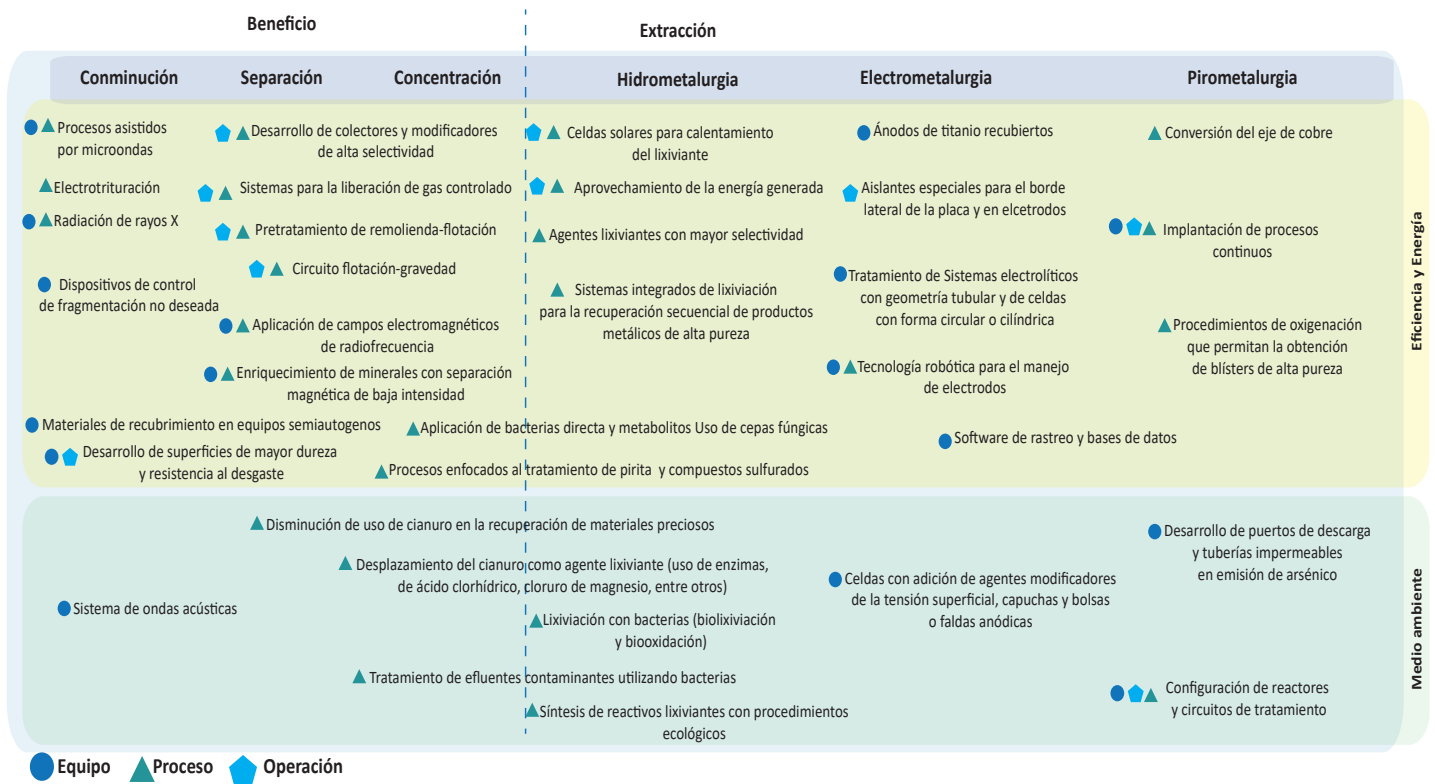 Beneficio
Extracción
Conminución
Separación
Concentración
Hidrometalurgia
Electrometalurgia
Pirometalurgia
Procesos asistidos
por microondas
Electrotrituración
Radiación de rayos X
Dispositivos de control
de fragmentación no deseada
Materiales de recubrimiento en equipos semiautogenos
Desarrollo de superficies de mayor dureza
y resistencia al desgaste
Desarrollo de colectores y modificadores
de alta selectividad
Sistemas para la liberación de gas controlado
Pretratamiento de remolienda-flotación
Circuito flotación-gravedad
Aplicación de campos electromagnéticos
de radiofrecuencia
Enriquecimiento de minerales con separación
magnética de baja intensidad
Aplicación de bacterias directa y metabolitos Uso de cepas fúngicas
Procesos enfocados al tratamiento de pirita y compuestos sulfurados
Celdas solares para calentamiento
del lixiviante
Aprovechamiento de la energía generada
Agentes lixiviantes con mayor selectividad
Sistemas integrados de lixiviación
para la recuperación secuencial de productos
metálicos de alta pureza
Ánodos de titanio recubiertos
Aislantes especiales para el borde
lateral de la placa y en elcetrodos
Tratamiento de Sistemas electrolíticos
con geometría tubular y de celdas
con forma circular o cilíndrica
Tecnología robótica para el manejo
de electrodos
Software de rastreo y bases de datos
Conversión del eje de cobre
Implantación de procesos
continuos
Procedimientos de oxigenación
que permitan la obtención
de blísters de alta pureza
Eficiencia y Energía
Disminución de uso de cianuro en la recuperación de materiales preciosos
Desplazamiento del cianuro como agente lixiviante (uso de enzimas,
de ácido clorhídrico, cloruro de magnesio, entre otros)
Sistema de ondas acústicas
Lixiviación con bacterias (biolixiviación
y biooxidación)
Tratamiento de efluentes contaminantes utilizando bacterias
Síntesis de reactivos lixiviantes con procedimientos
ecológicos
Celdas con adición de agentes modificadores
de la tensión superficial, capuchas y bolsas
o faldas anódicas
Desarrollo de puertos de descarga
y tuberías impermeables
en emisión de arsénico
Configuración de reactores
y circuitos de tratamiento
Medio ambiente
Equipo
Proceso
Operación